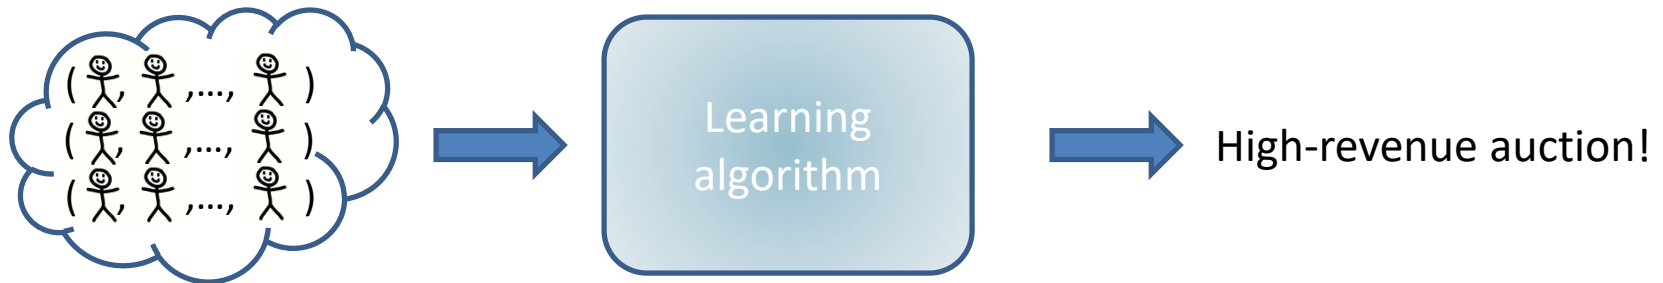 ( , ,..., )
( , ,..., )
( , ,..., )
Learning
algorithm
High-revenue auction!